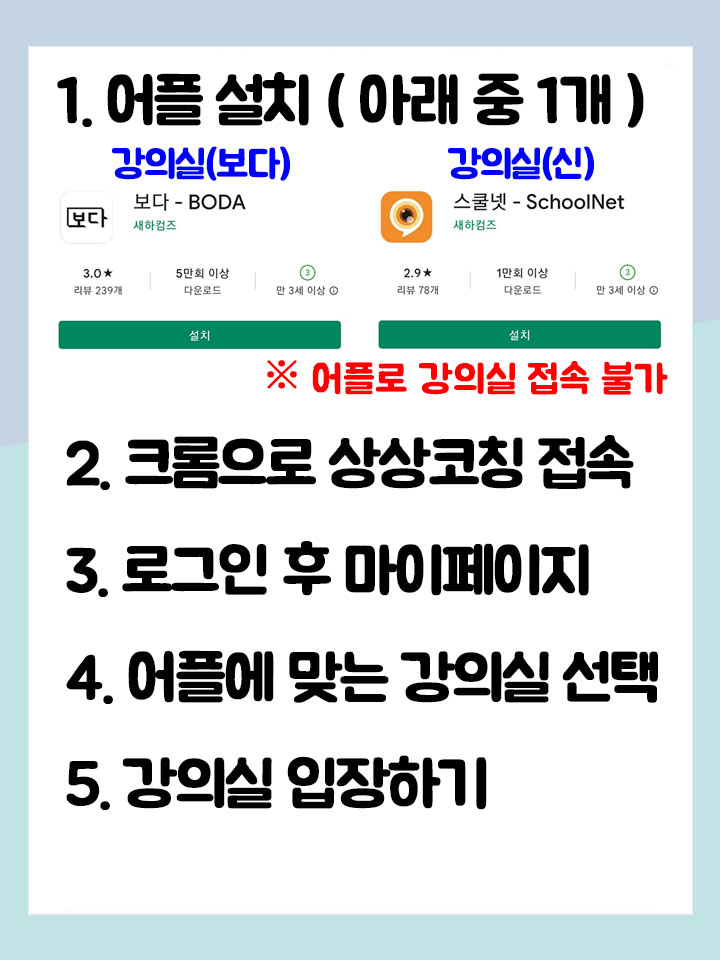 1. 어플 설치 ( 아래 중 1개 )
강의실(보다)
강의실(신)
보다
보다 - BODA
새하컴즈
스쿨넷 - SchoolNet
새하컴즈
3.0★
리뷰 239개
5만회 이상
다운로드
3
만 3세 이상 ⓘ
2.9★
리뷰 78개
1만회 이상
다운로드
3
만 3세 이상 ⓘ
설치
설치
※ 어플로 강의실 접속 불가
2. 크롬으로 상상코칭 접속
3. 로그인 후 마이페이지
4. 어플에 맞는 강의실 선택
5. 강의실 입장하기